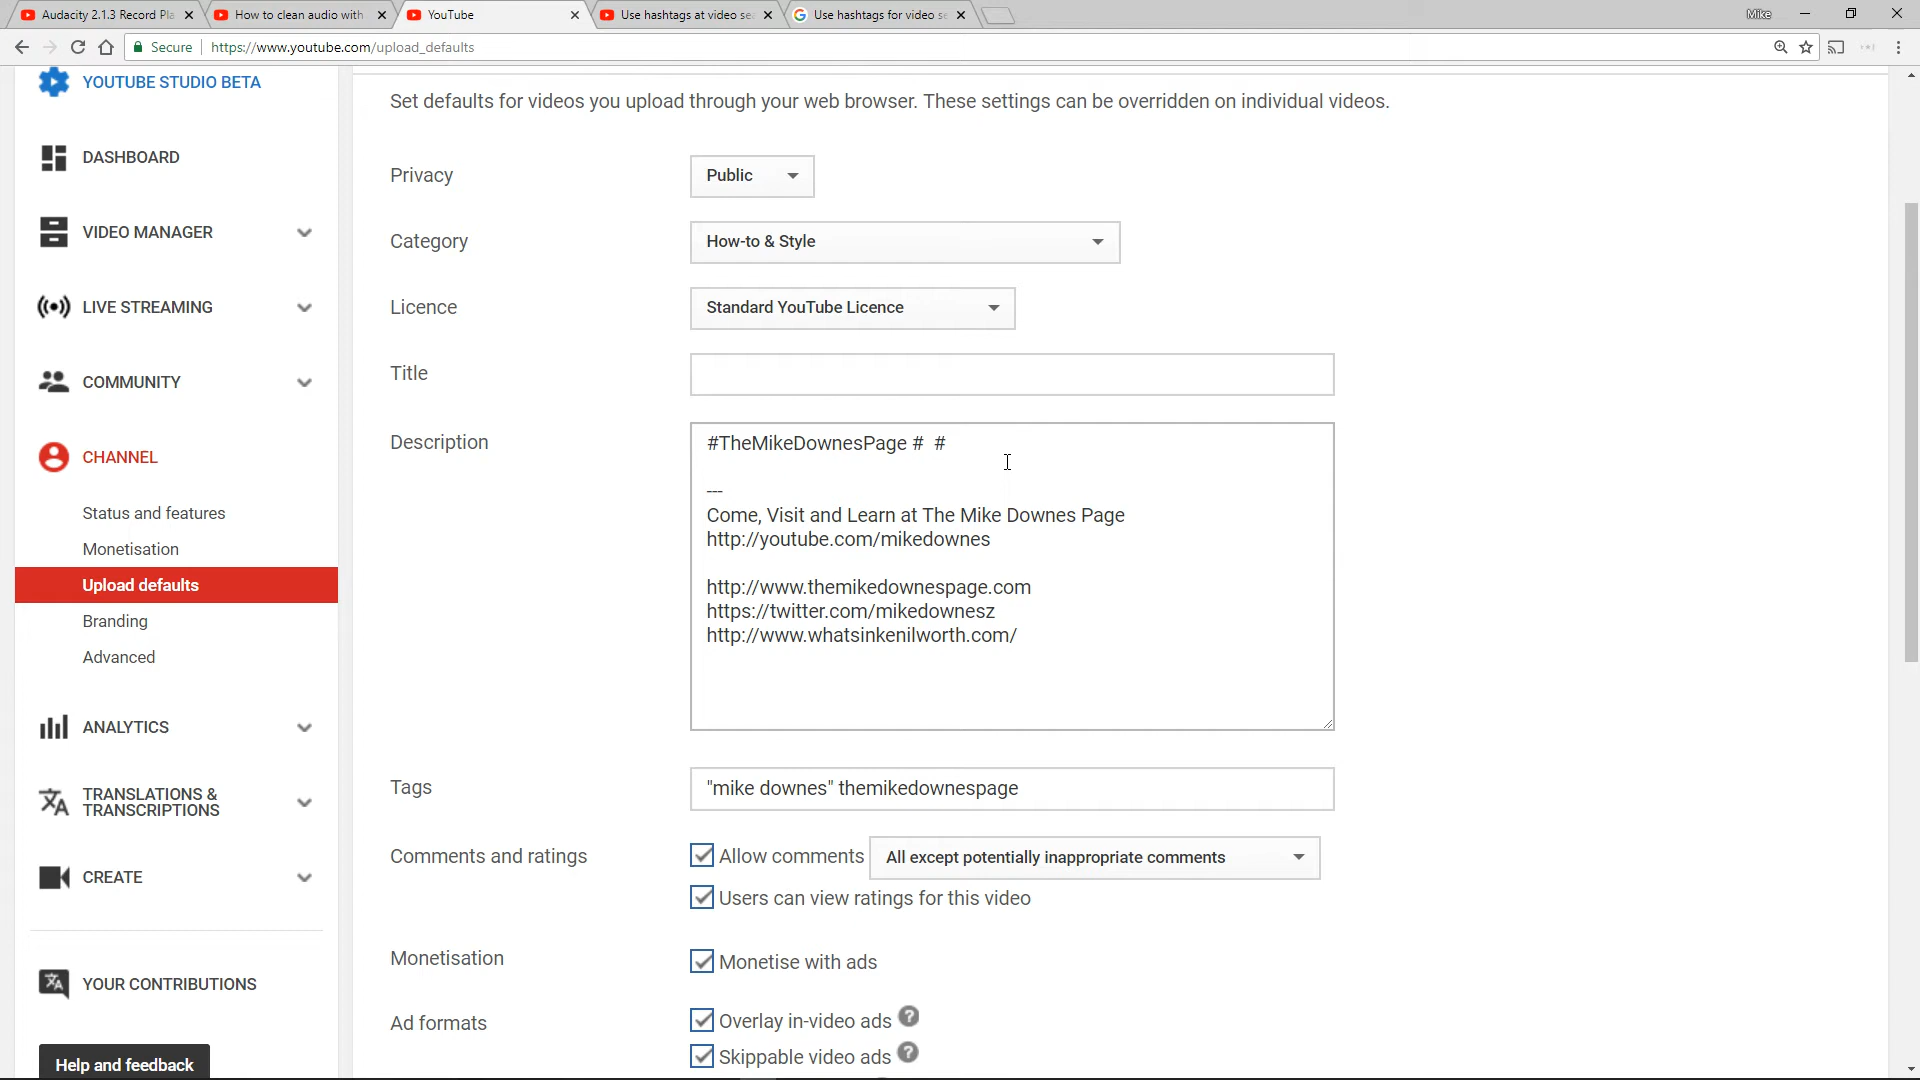 Audacity 2.1.3 Record Pla
How to clean audio with
YouTube
Use hashtags at video se
Use hashtags for video se
Mike
Secure
https://www.youtube.com/upload_defaults
YOUTUBE STUDIO BETA
DASHBOARD
VIDEO MANAGER
LIVE STREAMING
COMMUNITY
CHANNEL
Status and features
Monetisation
Upload defaults
Branding
Advanced
ANALYTICS
TRANSLATIONS &
TRANSCRIPTIONS
CREATE
YOUR CONTRIBUTIONS
Help and feedback
Set defaults for videos you upload through your web browser. These settings can be overridden on individual videos.
Privacy
Public
Category
How-to & Style
Licence
Standard YouTube Licence
Title
Description
#TheMikeDownesPage #  #
---
Come, Visit and Learn at The Mike Downes Page
http://youtube.com/mikedownes
http://www.themikedownespage.com
https://twitter.com/mikedownesz
http://www.whatsinkenilworth.com/
Tags
"mike downes" themikedownespage
Comments and ratings
Allow comments
All except potentially inappropriate comments
Users can view ratings for this video
Monetisation
Monetise with ads
Ad formats
Overlay in-video ads ?
Skippable video ads ?